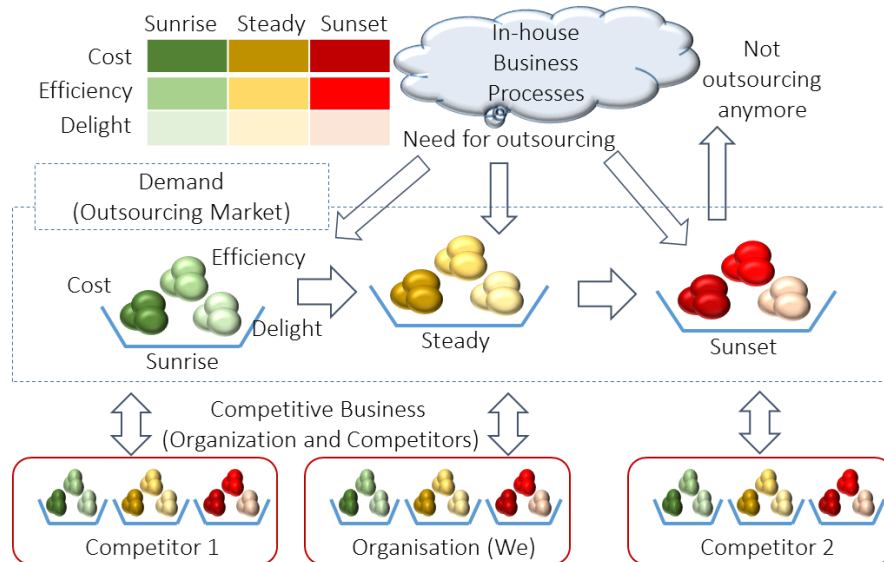 Sunrise Steady Sunset
Cost
Efficiency
Delight
In-house
Business
Processes
Need for outsourcing
Not
outsourcing
anymore
Demand
(Outsourcing Market)
Efficiency
Cost
Delight
Sunrise
Steady
Sunset
Competitive Business
(Organization and Competitors)
Competitor 1
Organisation (We)
Competitor 2